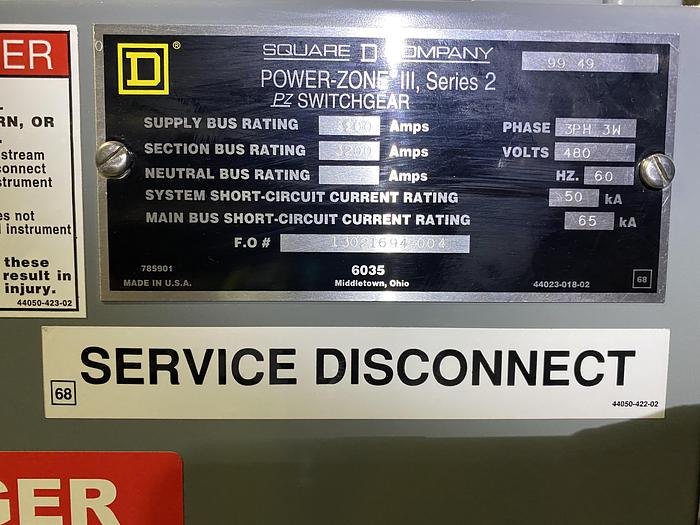 ER
RN, OR
stream
connect
strument
es not
instrument
these
result in
injury.
44050-423-02
D ®
SQUARE D COMPANY
POWER-ZONE III, Series 2
PZ SWITCHGEAR
99 49
SUPPLY BUS RATING 3200 Amps
PHASE 3PH 3W
SECTION BUS RATING 3200 Amps
VOLTS 480
NEUTRAL BUS RATING Amps
HZ. 60
SYSTEM SHORT-CIRCUIT CURRENT RATING 50 kA
MAIN BUS SHORT-CIRCUIT CURRENT RATING 65 kA
F.O # 13021694-004
785901
MADE IN U.S.A.
6035
Middletown, Ohio
44023-018-02
68
SERVICE DISCONNECT
68
44050-422-02
GER